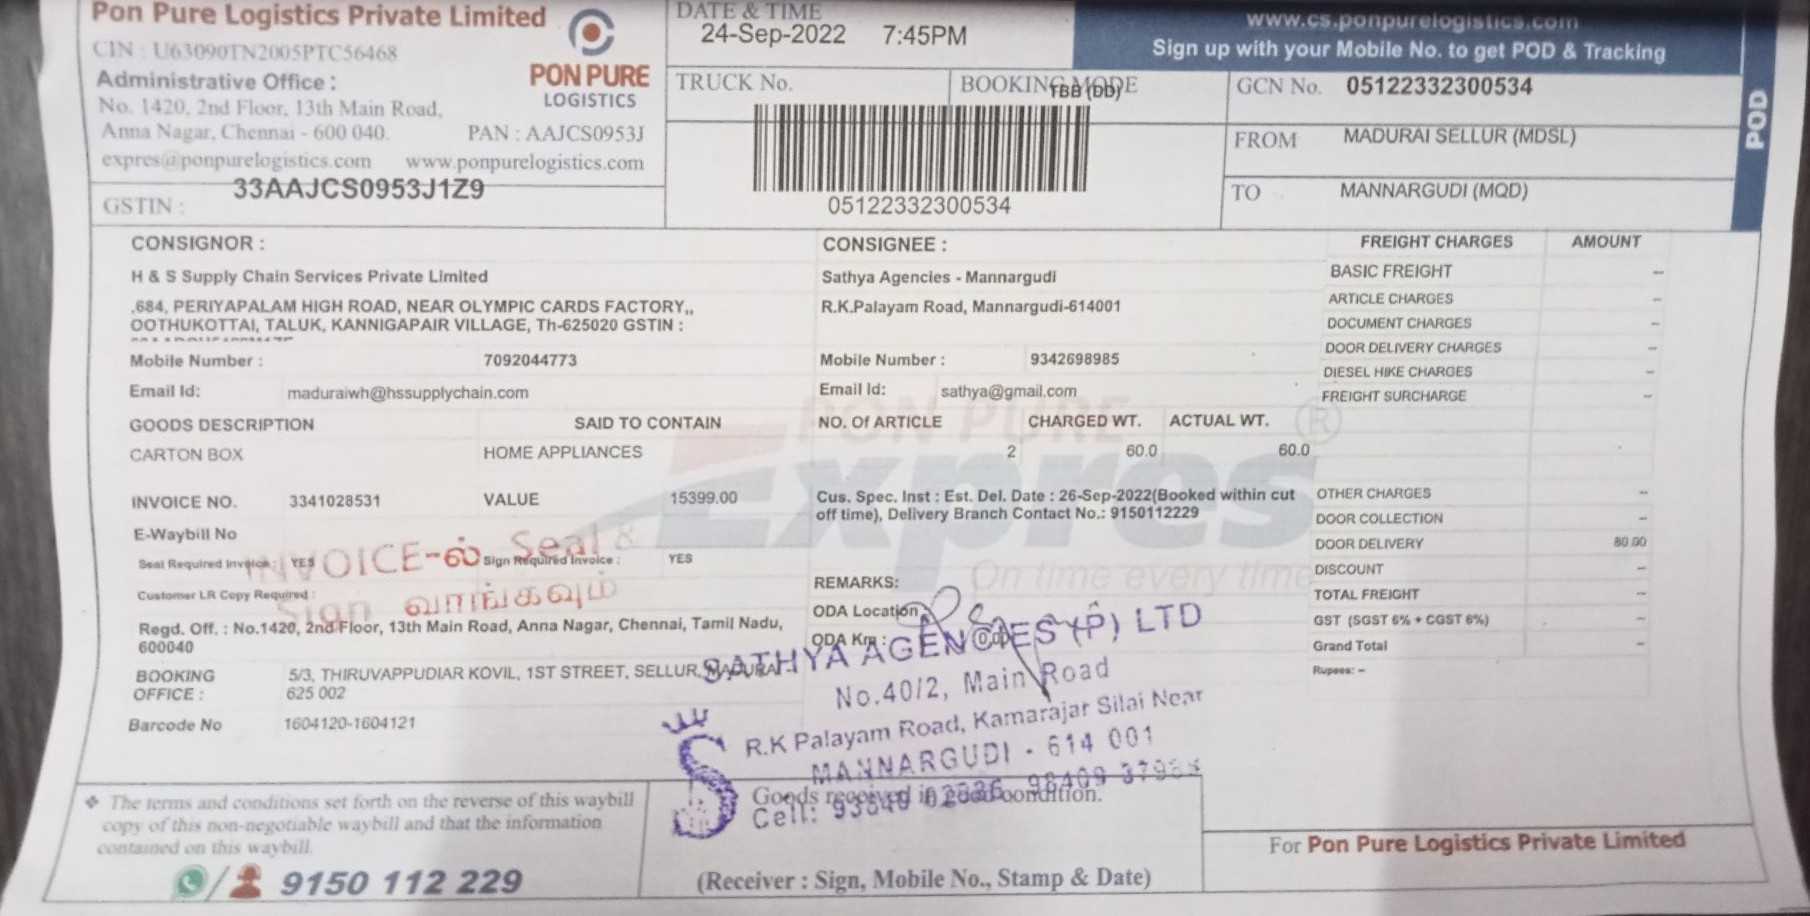 Pon Pure Logistics Private Limited
CIN : U63090TN2005PTC56468
Administrative Office :
No. 1420, 2nd Floor, 13th Main Road,
Anna Nagar, Chennai - 600 040. PAN : AAJCS0953J
expres@ponpurelogistics.com www.ponpurelogistics.com
GSTIN : 33AAJCS0953J1Z9
PON PURE
LOGISTICS
DATE & TIME
24-Sep-2022 7:45PM
www.cs.ponpurelogistics.com
Sign up with your Mobile No. to get POD & Tracking
POD
TRUCK No.
BOOKING MODE
TBB (DD)
GCN No. 05122332300534
FROM MADURAI SELLUR (MDSL)
TO MANNARGUDI (MQD)
05122332300534
CONSIGNOR :
H & S Supply Chain Services Private Limited
.684, PERIYAPALAM HIGH ROAD, NEAR OLYMPIC CARDS FACTORY,,
OOTHUKOTTAI, TALUK, KANNIGAPAIR VILLAGE, Th-625020 GSTIN :
Mobile Number : 7092044773
Email Id: maduraiwh@hssupplychain.com
CONSIGNEE :
Sathya Agencies - Mannargudi
R.K.Palayam Road, Mannargudi-614001
Mobile Number : 9342698985
Email Id: sathya@gmail.com
FREIGHT CHARGES AMOUNT
BASIC FREIGHT --
ARTICLE CHARGES --
DOCUMENT CHARGES --
DOOR DELIVERY CHARGES --
DIESEL HIKE CHARGES --
FREIGHT SURCHARGE --
GOODS DESCRIPTION SAID TO CONTAIN NO. OF ARTICLE CHARGED WT. ACTUAL WT.
CARTON BOX HOME APPLIANCES 2 60.0 60.0
PON PURE
Expres ®
On time every time
INVOICE NO. 3341028531 VALUE 15399.00
Cus. Spec. Inst : Est. Del. Date : 26-Sep-2022(Booked within cut
off time), Delivery Branch Contact No.: 9150112229
E-Waybill No
Seal Required Invoice : YES Sign Required Invoice : YES
Customer LR Copy Required :
INVOICE-ல் Seal &
Sign வாங்கவும்
OTHER CHARGES --
DOOR COLLECTION --
DOOR DELIVERY 80.00
DISCOUNT --
TOTAL FREIGHT --
GST (SGST 6% + CGST 6%) --
Grand Total --
Rupees: --
REMARKS:
ODA Location
ODA Km : 0.00
Regd. Off. : No.1420, 2nd Floor, 13th Main Road, Anna Nagar, Chennai, Tamil Nadu,
600040
BOOKING OFFICE : 5/3, THIRUVAPPUDIAR KOVIL, 1ST STREET, SELLUR, MADURAI -
625 002
Barcode No 1604120-1604121
SATHYA AGENCIES (P) LTD
No.40/2, Main Road
R.K Palayam Road, Kamarajar Silai Near
MANNARGUDI - 614 001
Cell:
Goods received in good condition.
(Receiver : Sign, Mobile No., Stamp & Date)
❖ The terms and conditions set forth on the reverse of this waybill
copy of this non-negotiable waybill and that the information
contained on this waybill.
9150 112 229
For Pon Pure Logistics Private Limited